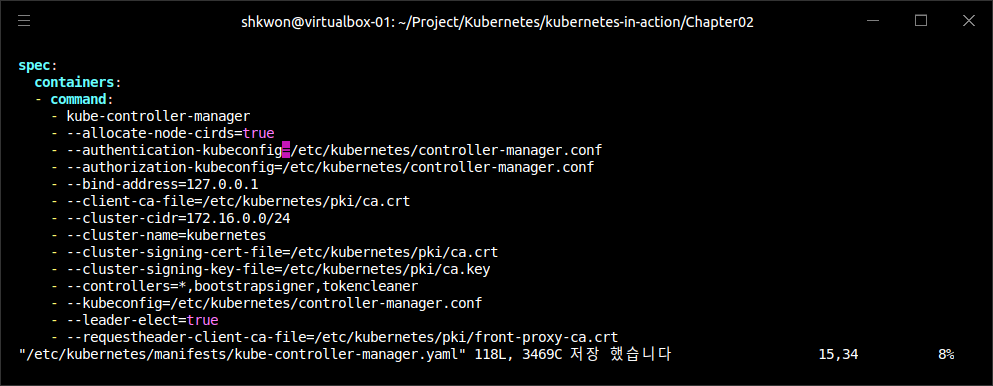 shkwon@virtualbox-01: ~/Project/Kubernetes/kubernetes-in-action/Chapter02
spec:
  containers:
  - command:
    - kube-controller-manager
    - --allocate-node-cirds=true
    - --authentication-kubeconfig=/etc/kubernetes/controller-manager.conf
    - --authorization-kubeconfig=/etc/kubernetes/controller-manager.conf
    - --bind-address=127.0.0.1
    - --client-ca-file=/etc/kubernetes/pki/ca.crt
    - --cluster-cidr=172.16.0.0/24
    - --cluster-name=kubernetes
    - --cluster-signing-cert-file=/etc/kubernetes/pki/ca.crt
    - --cluster-signing-key-file=/etc/kubernetes/pki/ca.key
    - --controllers=*,bootstrapsigner,tokencleaner
    - --kubeconfig=/etc/kubernetes/controller-manager.conf
    - --leader-elect=true
    - --requestheader-client-ca-file=/etc/kubernetes/pki/front-proxy-ca.crt
"/etc/kubernetes/manifests/kube-controller-manager.yaml" 118L, 3469C 저장 했습니다 15,34 8%